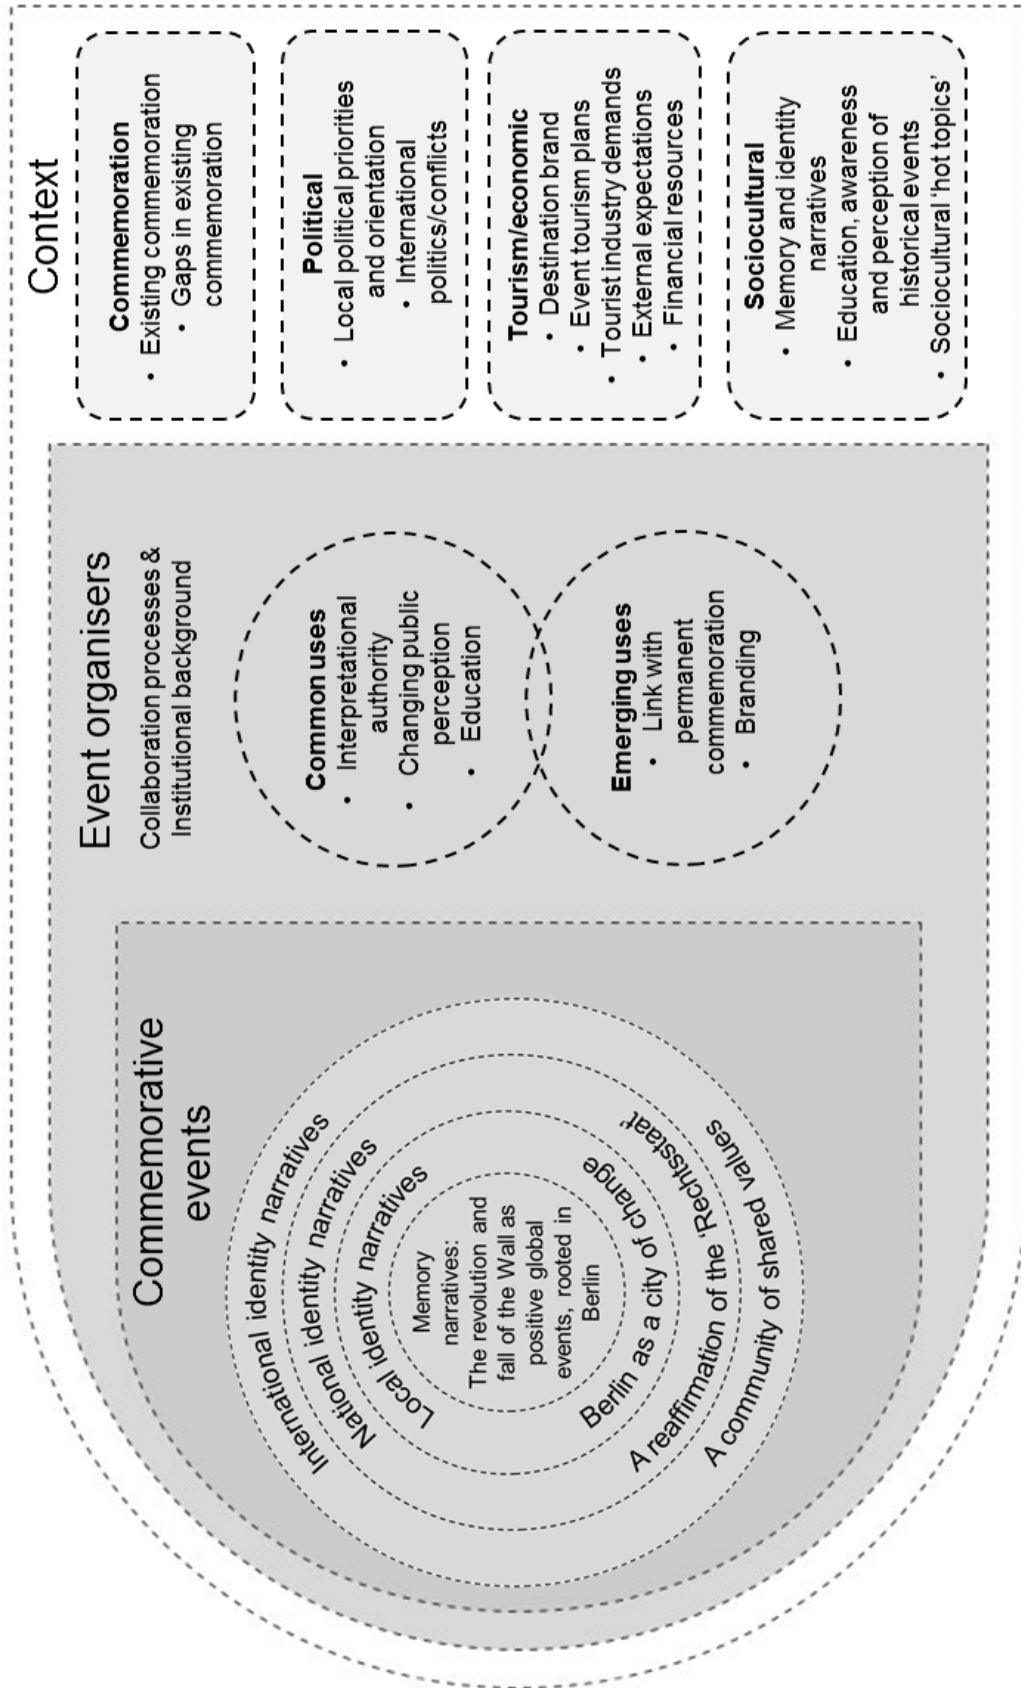 Commemorative
events
International identity narratives
National identity narratives
Local identity narratives
Memory
narratives:
The revolution and
fall of the Wall as
positive global
events, rooted in
Berlin
Berlin as a city of change
A reaffirmation of the 'Rechtsstaat'
A community of shared values
Event organisers
Collaboration processes &
Institutional background
Common uses
• Interpretational
authority
• Changing public
perception
• Education
Emerging uses
• Link with
permanent
commemoration
• Branding
Context
Commemoration
• Existing commemoration
• Gaps in existing
commemoration
Political
• Local political priorities
and orientation
• International
politics/conflicts
Tourism/economic
• Destination brand
• Event tourism plans
• Tourist industry demands
• External expectations
• Financial resources
Sociocultural
• Memory and identity
narratives
• Education, awareness
and perception of
historical events
• Sociocultural 'hot topics'